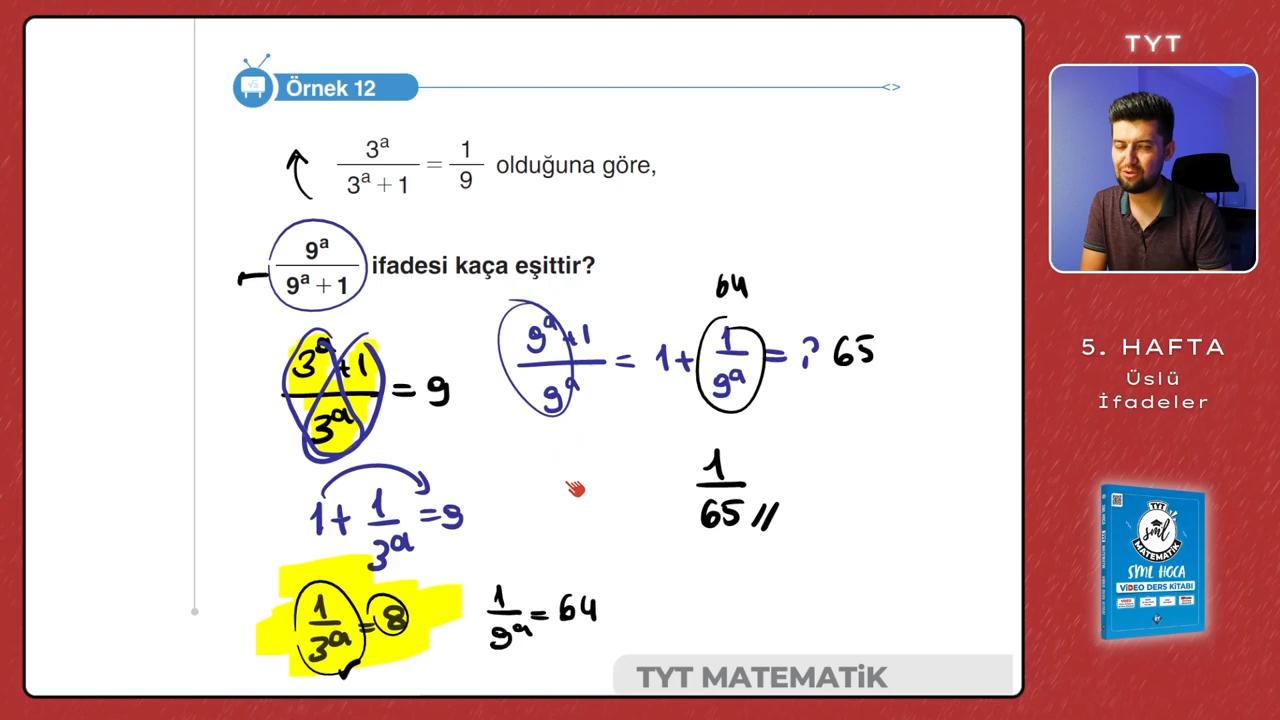 Örnek 12
3^a / (3^a + 1) = 1/9 olduğuna göre,
9^a / (9^a + 1) ifadesi kaça eşittir?
(3^a + 1) / 3^a = 9
1 + 1/3^a = 9
1/3^a = 8
1/9^a = 64
64
(9^a + 1) / 9^a = 1 + 1/9^a = ? 65
1/65 //
TYT MATEMATİK
TYT
5. HAFTA
Üslü
İfadeler
TYT
sml
MATEMATİK
SML HOCA
VİDEO DERS KİTABI